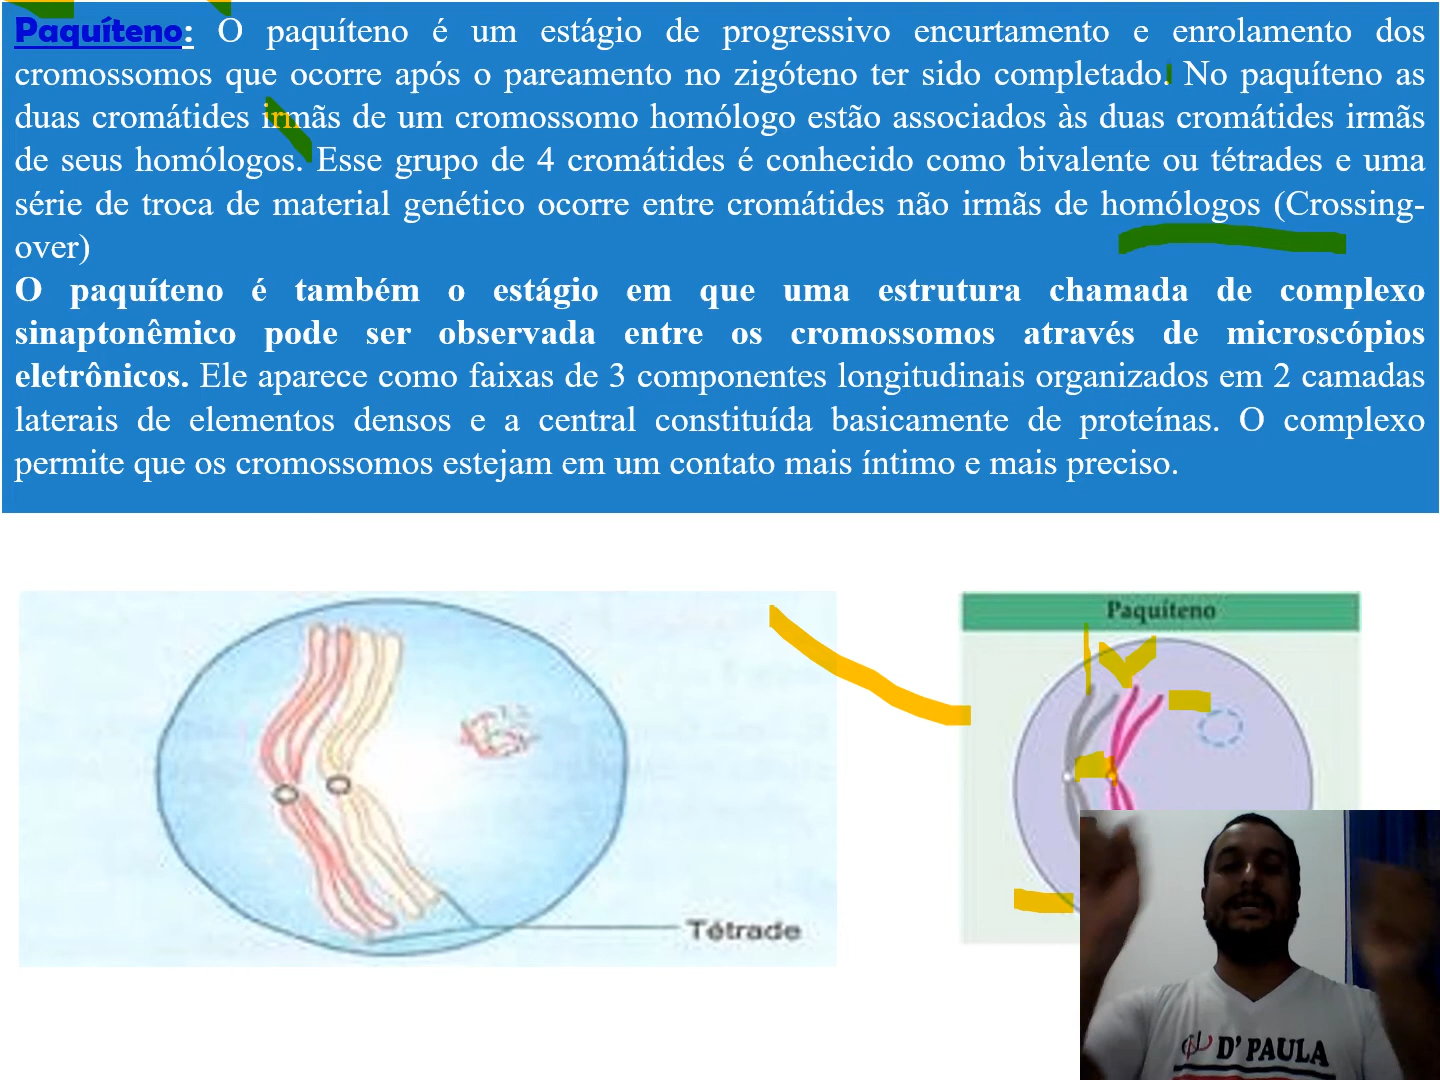 Paquíteno: O paquíteno é um estágio de progressivo encurtamento e enrolamento dos
cromossomos que ocorre após o pareamento no zigóteno ter sido completado. No paquíteno as
duas cromátides irmãs de um cromossomo homólogo estão associados às duas cromátides irmãs
de seus homólogos. Esse grupo de 4 cromátides é conhecido como bivalente ou tétrades e uma
série de troca de material genético ocorre entre cromátides não irmãs de homólogos (Crossing-
over)
O paquíteno é também o estágio em que uma estrutura chamada de complexo
sinaptonêmico pode ser observada entre os cromossomos através de microscópios
eletrônicos. Ele aparece como faixas de 3 componentes longitudinais organizados em 2 camadas
laterais de elementos densos e a central constituída basicamente de proteínas. O complexo
permite que os cromossomos estejam em um contato mais íntimo e mais preciso.
Paquíteno
Tétrade
D' PAULA